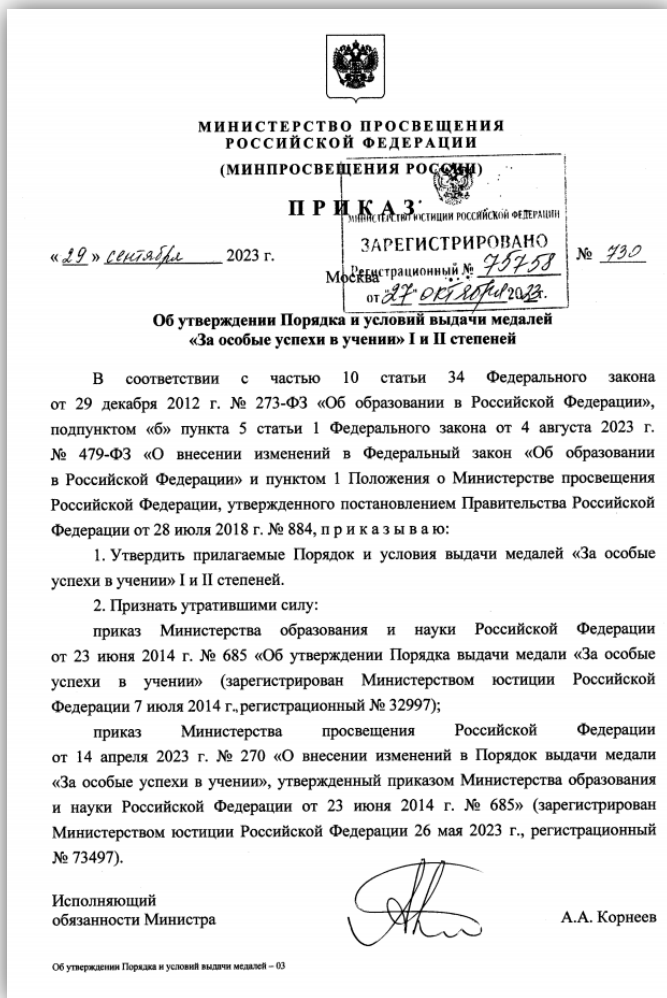 МИНИСТЕРСТВО ПРОСВЕЩЕНИЯ
РОССИЙСКОЙ ФЕДЕРАЦИИ
(МИНПРОСВЕЩЕНИЯ РОССИИ)
ПРИКАЗ
МИНИСТЕРСТВО ЮСТИЦИИ РОССИЙСКОЙ ФЕДЕРАЦИИ
ЗАРЕГИСТРИРОВАНО
Регистрационный № 75758
от "27" октября 2023г.
« 29 » сентября 2023 г.
№ 730
Москва
Об утверждении Порядка и условий выдачи медалей
«За особые успехи в учении» I и II степеней
В соответствии с частью 10 статьи 34 Федерального закона
от 29 декабря 2012 г. № 273-ФЗ «Об образовании в Российской Федерации»,
подпунктом «б» пункта 5 статьи 1 Федерального закона от 4 августа 2023 г.
№ 479-ФЗ «О внесении изменений в Федеральный закон «Об образовании
в Российской Федерации» и пунктом 1 Положения о Министерстве просвещения
Российской Федерации, утвержденного постановлением Правительства Российской
Федерации от 28 июля 2018 г. № 884, п р и к а з ы в а ю:
1. Утвердить прилагаемые Порядок и условия выдачи медалей «За особые
успехи в учении» I и II степеней.
2. Признать утратившими силу:
приказ Министерства образования и науки Российской Федерации
от 23 июня 2014 г. № 685 «Об утверждении Порядка выдачи медали «За особые
успехи в учении» (зарегистрирован Министерством юстиции Российской
Федерации 7 июля 2014 г., регистрационный № 32997);
приказ Министерства просвещения Российской Федерации
от 14 апреля 2023 г. № 270 «О внесении изменений в Порядок выдачи медали
«За особые успехи в учении», утвержденный приказом Министерства образования
и науки Российской Федерации от 23 июня 2014 г. № 685» (зарегистрирован
Министерством юстиции Российской Федерации 26 мая 2023 г., регистрационный
№ 73497).
Исполняющий
обязанности Министра
А.А. Корнеев
Об утверждении Порядка и условий выдачи медалей – 03